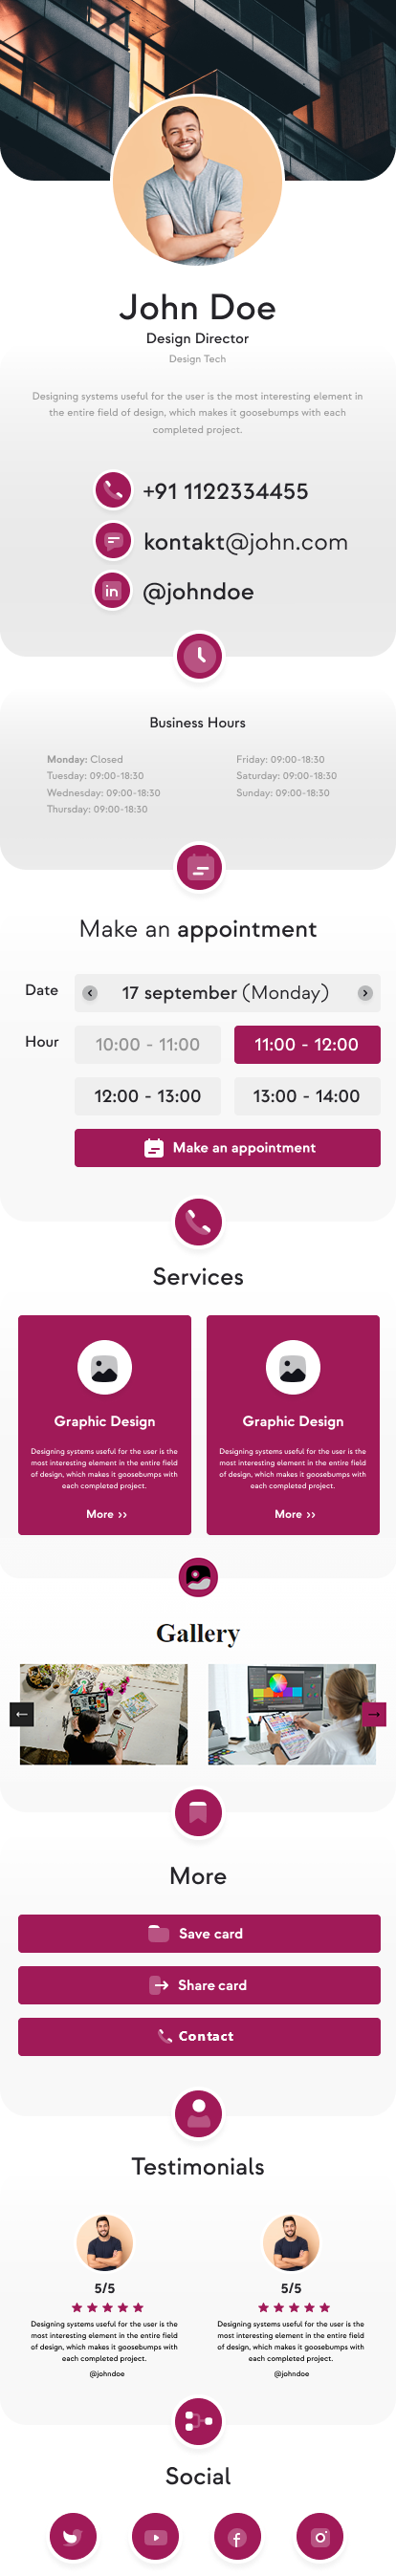 John Doe
Design Director
Design Tech
Designing systems useful for the user is the most interesting element in
the entire field of design, which makes it goosebumps with each
completed project.
+91 1122334455
kontakt@john.com
in
@johndoe
Business Hours
Monday: Closed
Tuesday: 09:00-18:30
Wednesday: 09:00-18:30
Thursday: 09:00-18:30
Friday: 09:00-18:30
Saturday: 09:00-18:30
Sunday: 09:00-18:30
Make an appointment
Date
17 september (Monday)
Hour
10:00 - 11:00
11:00 - 12:00
12:00 - 13:00
13:00 - 14:00
Make an appointment
Services
Graphic Design
Designing systems useful for the user is the
most interesting element in the entire field
of design, which makes it goosebumps with
each completed project.
More >>
Graphic Design
Designing systems useful for the user is the
most interesting element in the entire field
of design, which makes it goosebumps with
each completed project.
More >>
Gallery
More
Save card
Share card
Contact
Testimonials
5/5
Designing systems useful for the user is the
most interesting element in the entire field
of design, which makes it goosebumps with
each completed project.
@johndoe
5/5
Designing systems useful for the user is the
most interesting element in the entire field
of design, which makes it goosebumps with
each completed project.
@johndoe
Social